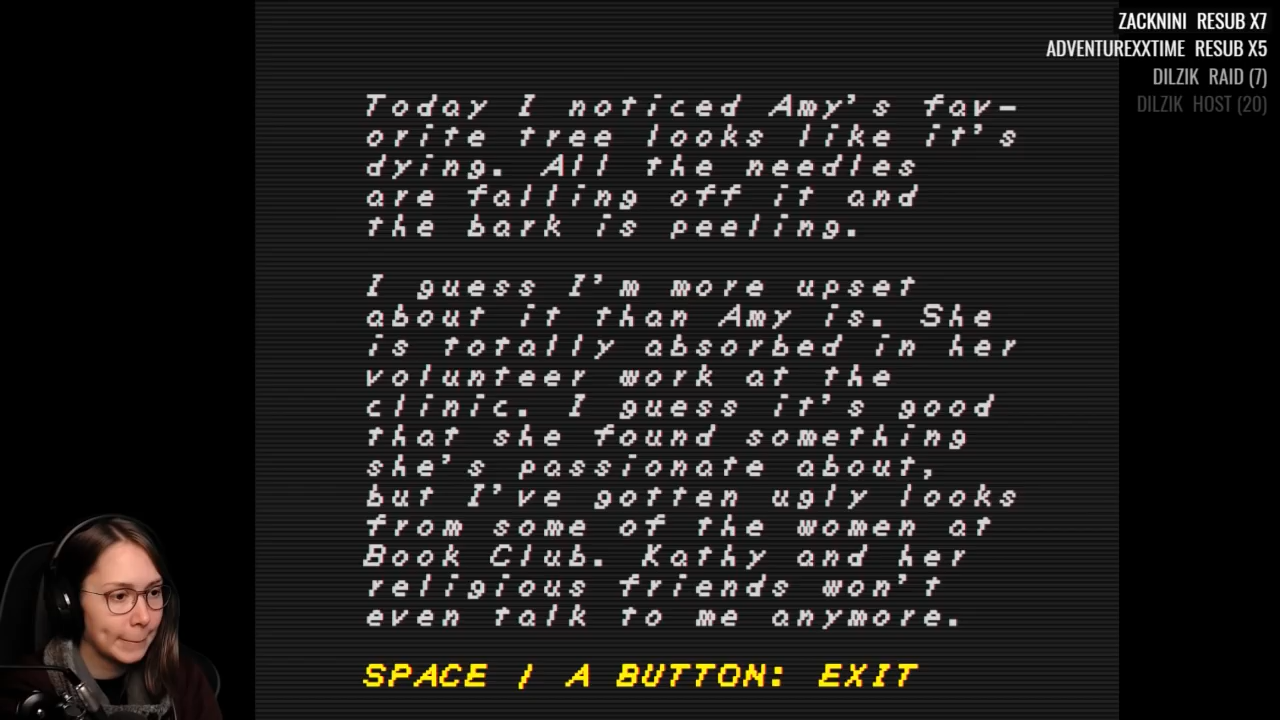 ZACKNINI RESUB X7
ADVENTUREXXTIME RESUB X5
DILZIK RAID (7)
DILZIK HOST (20)
Today I noticed Amy's fav-
orite tree looks like it's
dying. All the needles
are falling off it and
the bark is peeling.
I guess I'm more upset
about it than Amy is. She
is totally absorbed in her
volunteer work at the
clinic. I guess it's good
that she found something
she's passionate about,
but I've gotten ugly looks
from some of the women at
Book Club. Kathy and her
religious friends won't
even talk to me anymore.
SPACE / A BUTTON: EXIT